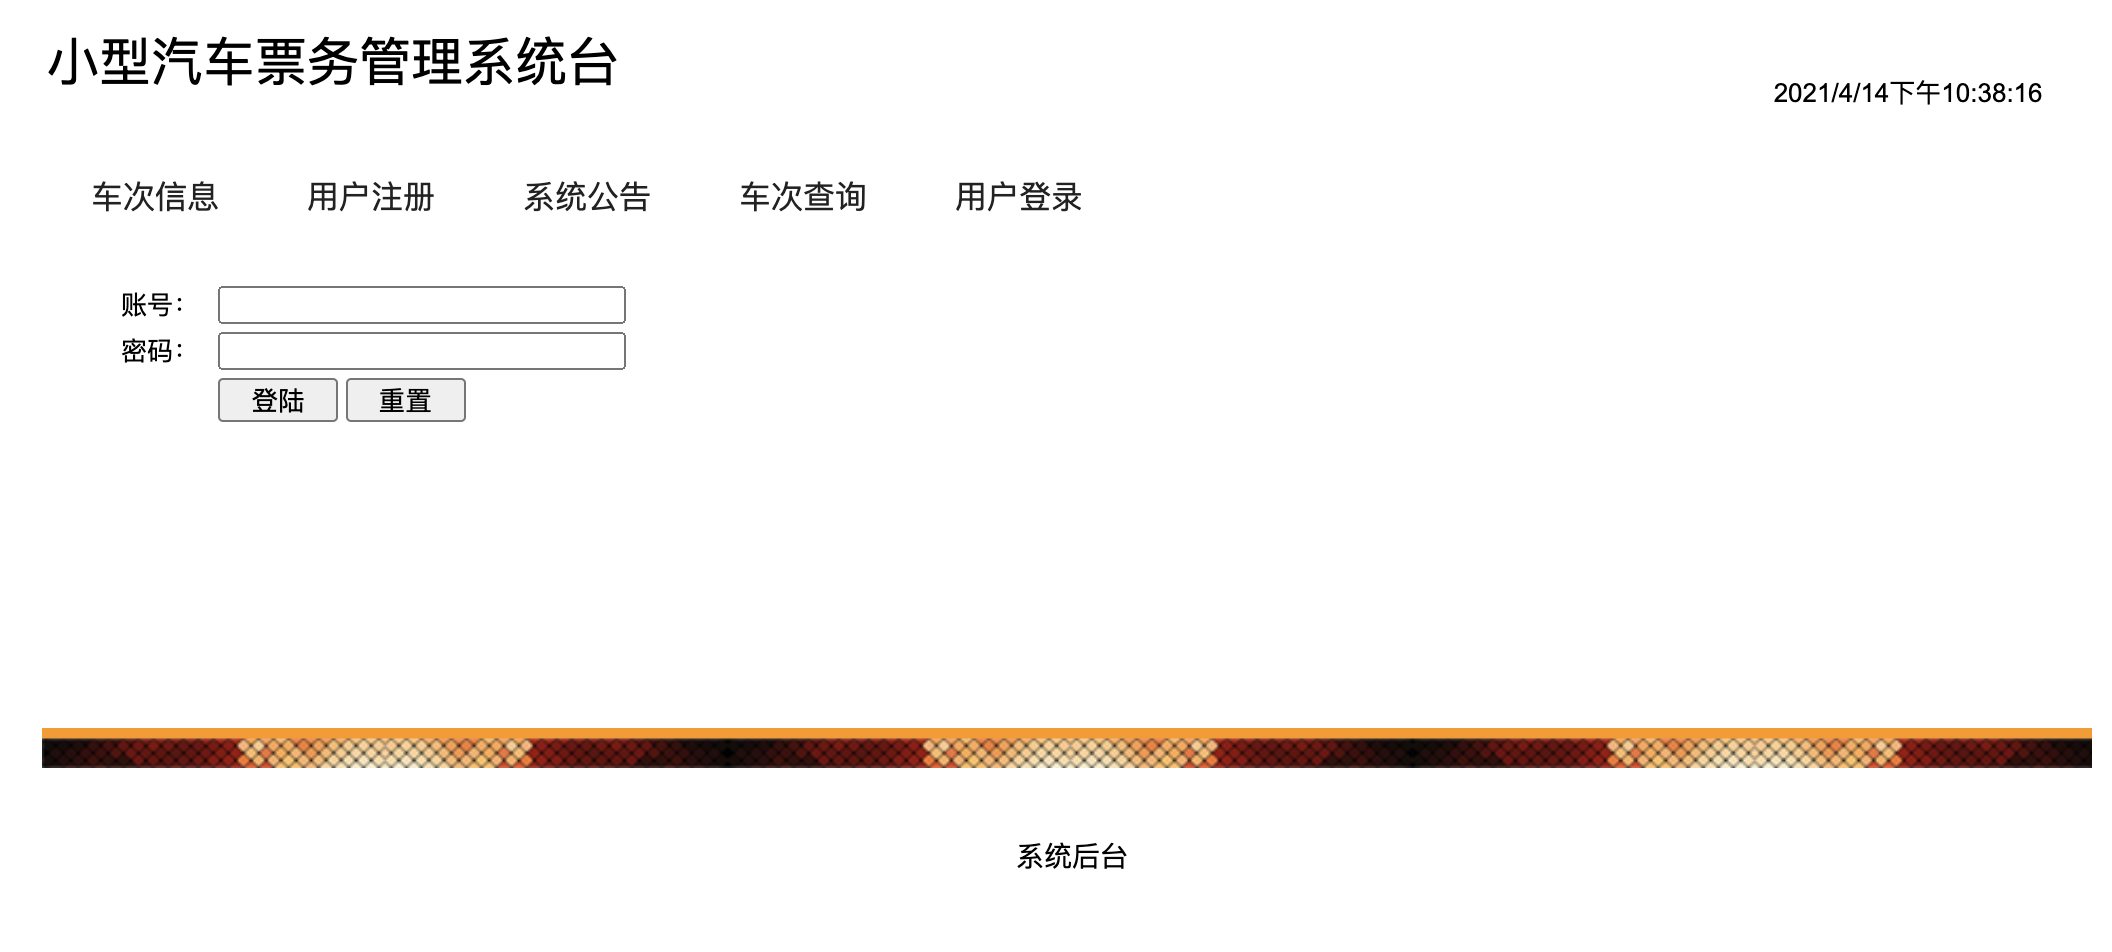 小型汽车票务管理系统台
2021/4/14下午10:38:16
车次信息 用户注册 系统公告 车次查询 用户登录
账号：
密码：
登陆 重置
系统后台